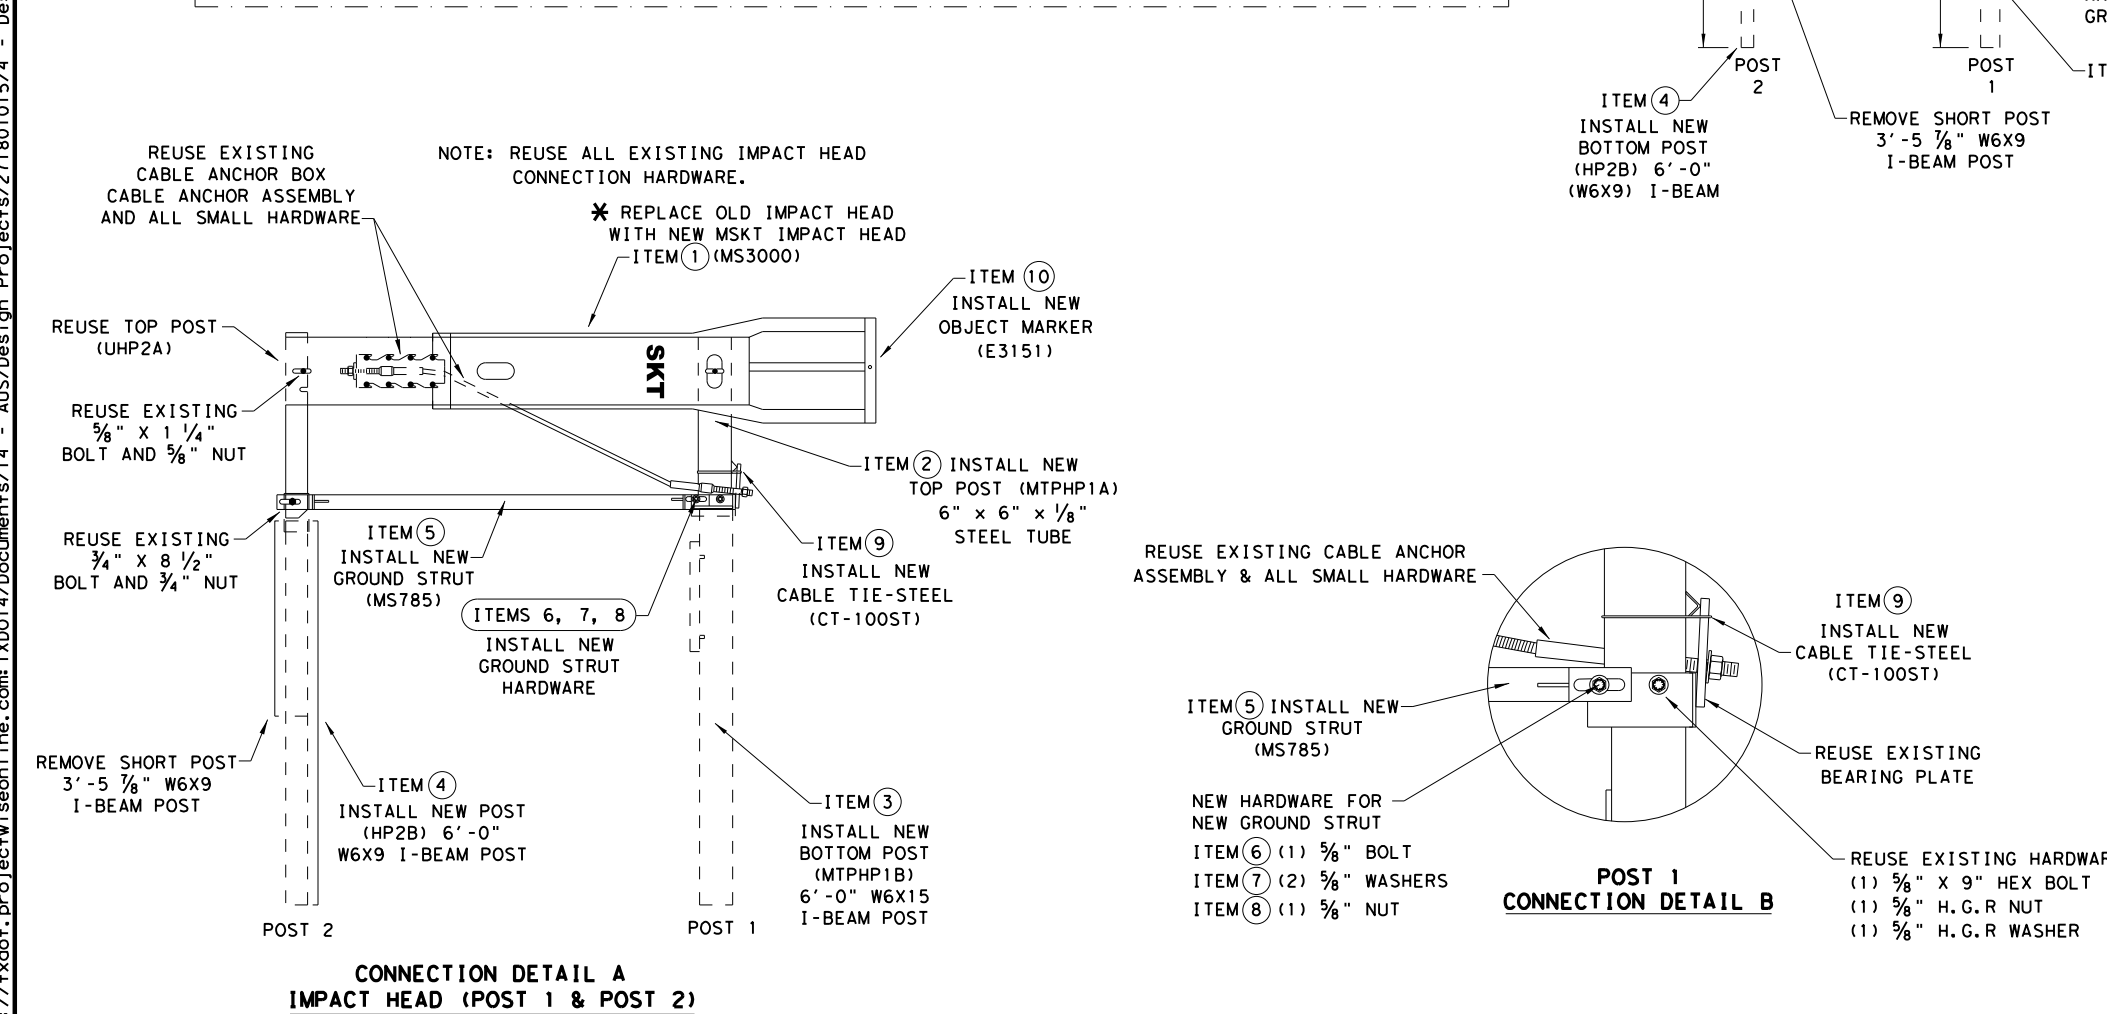 POST
2
POST
1
GR
IT
ITEM 4
INSTALL NEW
BOTTOM POST
(HP2B) 6'-0"
(W6X9) I-BEAM
REMOVE SHORT POST
3'-5 7/8" W6X9
I-BEAM POST
REUSE EXISTING
CABLE ANCHOR BOX
CABLE ANCHOR ASSEMBLY
AND ALL SMALL HARDWARE
NOTE: REUSE ALL EXISTING IMPACT HEAD
CONNECTION HARDWARE.
* REPLACE OLD IMPACT HEAD
WITH NEW MSKT IMPACT HEAD
ITEM 1 (MS3000)
ITEM 10
INSTALL NEW
OBJECT MARKER
(E3151)
REUSE TOP POST
(UHP2A)
SKT
REUSE EXISTING
5/8" X 1 1/4"
BOLT AND 5/8" NUT
ITEM 2 INSTALL NEW
TOP POST (MTPHP1A)
6" x 6" x 1/8"
STEEL TUBE
REUSE EXISTING
3/4" X 8 1/2"
BOLT AND 3/4" NUT
ITEM 5
INSTALL NEW
GROUND STRUT
(MS785)
ITEMS 6, 7, 8
INSTALL NEW
GROUND STRUT
HARDWARE
ITEM 9
INSTALL NEW
CABLE TIE-STEEL
(CT-100ST)
REMOVE SHORT POST
3'-5 7/8" W6X9
I-BEAM POST
ITEM 4
INSTALL NEW POST
(HP2B) 6'-0"
W6X9 I-BEAM POST
ITEM 3
INSTALL NEW
BOTTOM POST
(MTPHP1B)
6'-0" W6X15
I-BEAM POST
POST 2
POST 1
CONNECTION DETAIL A
IMPACT HEAD (POST 1 & POST 2)
REUSE EXISTING CABLE ANCHOR
ASSEMBLY & ALL SMALL HARDWARE
ITEM 9
INSTALL NEW
CABLE TIE-STEEL
(CT-100ST)
ITEM 5 INSTALL NEW
GROUND STRUT
(MS785)
REUSE EXISTING
BEARING PLATE
NEW HARDWARE FOR
NEW GROUND STRUT
ITEM 6 (1) 5/8" BOLT
ITEM 7 (2) 5/8" WASHERS
ITEM 8 (1) 5/8" NUT
REUSE EXISTING HARDWAR
(1) 5/8" X 9" HEX BOLT
(1) 5/8" H.G.R NUT
(1) 5/8" H.G.R WASHER
POST 1
CONNECTION DETAIL B